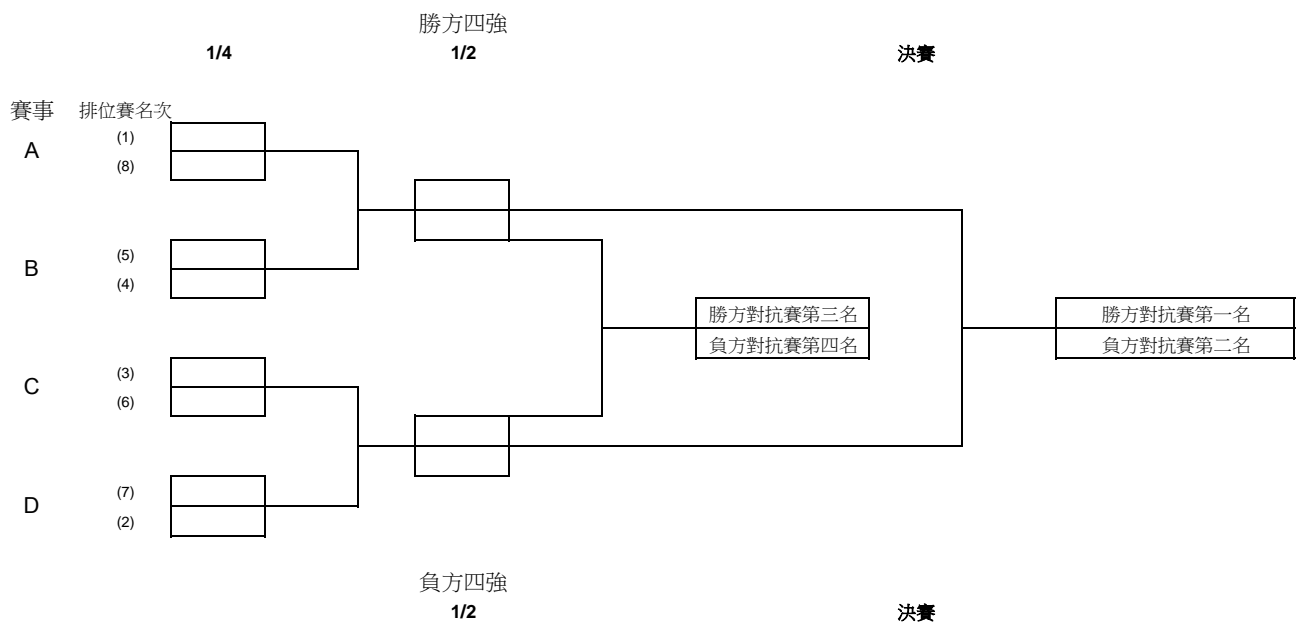 勝方四強
1/4 1/2 決賽
賽事 排位賽名次
(1)
A
(8)
(5)
B
(4)
勝方對抗賽第三名 勝方對抗賽第一名
負方對抗賽第四名 負方對抗賽第二名
(3)
C
(6)
(7)
D
(2)
負方四強
1/2 決賽